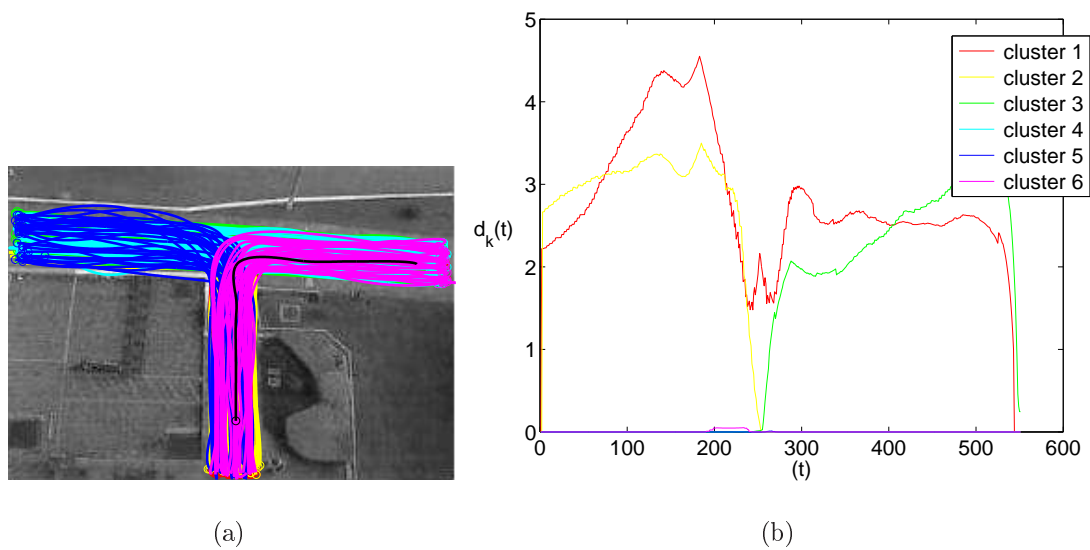 5
4
3
2
1
0
d_k(t)
0 100 200 300 400 500 600
(t)
cluster 1
cluster 2
cluster 3
cluster 4
cluster 5
cluster 6
(a)
(b)